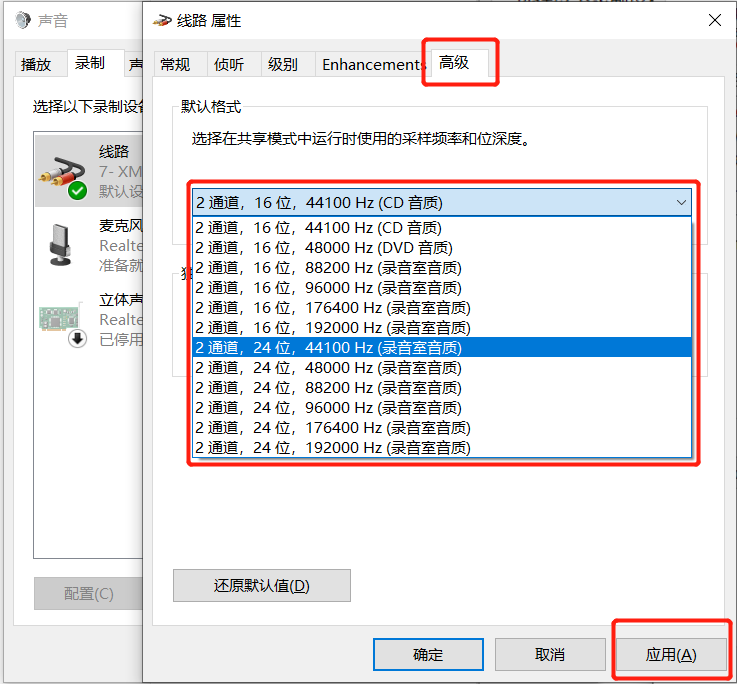 声音
播放
录制
声
选择以下录制设备
线路
7- XM
默认设
麦克风
Realte
准备就
立体声
Realte
已停用
配置(C)
线路 属性
常规
侦听
级别
Enhancements
高级
默认格式
选择在共享模式中运行时使用的采样频率和位深度。
2 通道，16 位，44100 Hz (CD 音质)
2 通道，16 位，44100 Hz (CD 音质)
2 通道，16 位，48000 Hz (DVD 音质)
2 通道，16 位，88200 Hz (录音室音质)
2 通道，16 位，96000 Hz (录音室音质)
2 通道，16 位，176400 Hz (录音室音质)
2 通道，16 位，192000 Hz (录音室音质)
2 通道，24 位，44100 Hz (录音室音质)
2 通道，24 位，48000 Hz (录音室音质)
2 通道，24 位，88200 Hz (录音室音质)
2 通道，24 位，96000 Hz (录音室音质)
2 通道，24 位，176400 Hz (录音室音质)
2 通道，24 位，192000 Hz (录音室音质)
还原默认值(D)
确定
取消
应用(A)